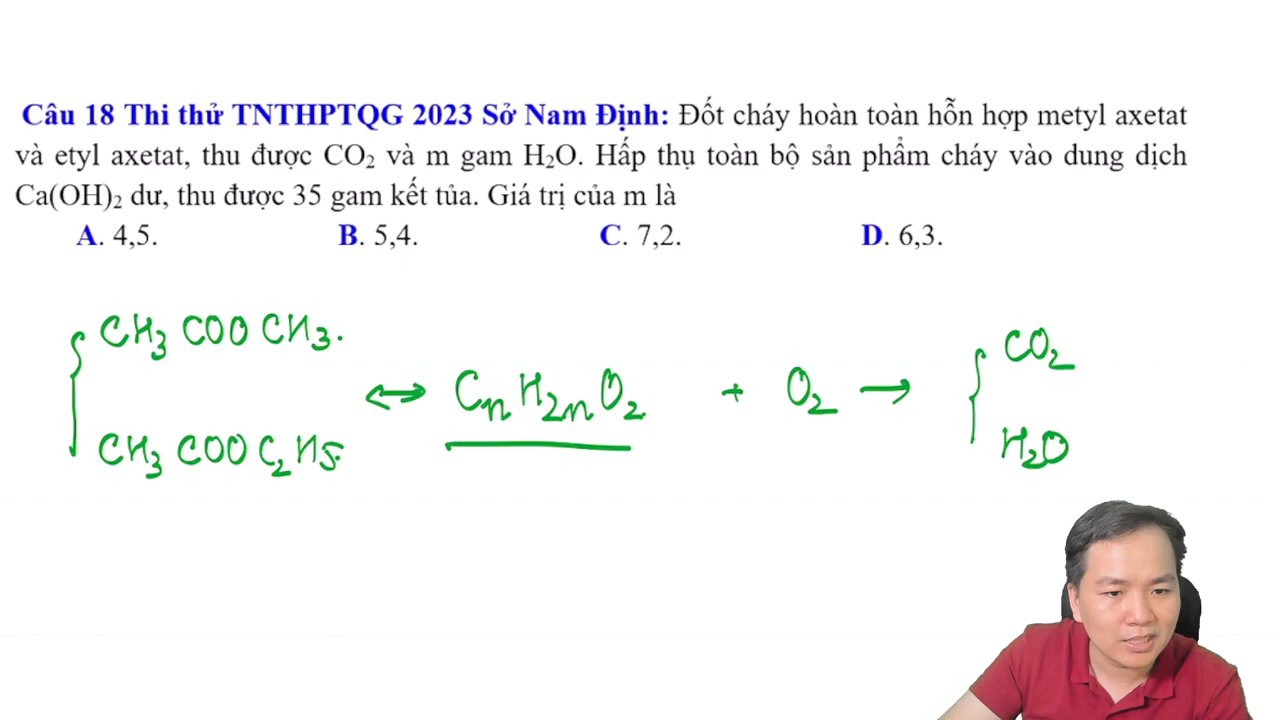 Câu 18 Thi thử TNTHPTQG 2023 Sở Nam Định: Đốt cháy hoàn toàn hỗn hợp metyl axetat
và etyl axetat, thu được CO₂ và m gam H₂O. Hấp thụ toàn bộ sản phẩm cháy vào dung dịch
Ca(OH)₂ dư, thu được 35 gam kết tủa. Giá trị của m là
A. 4,5. B. 5,4. C. 7,2. D. 6,3.
CH₃COOCH₃.
CH₃COOC₂H₅.
↔ CₙH₂ₙO₂ + O₂ →
CO₂
H₂O